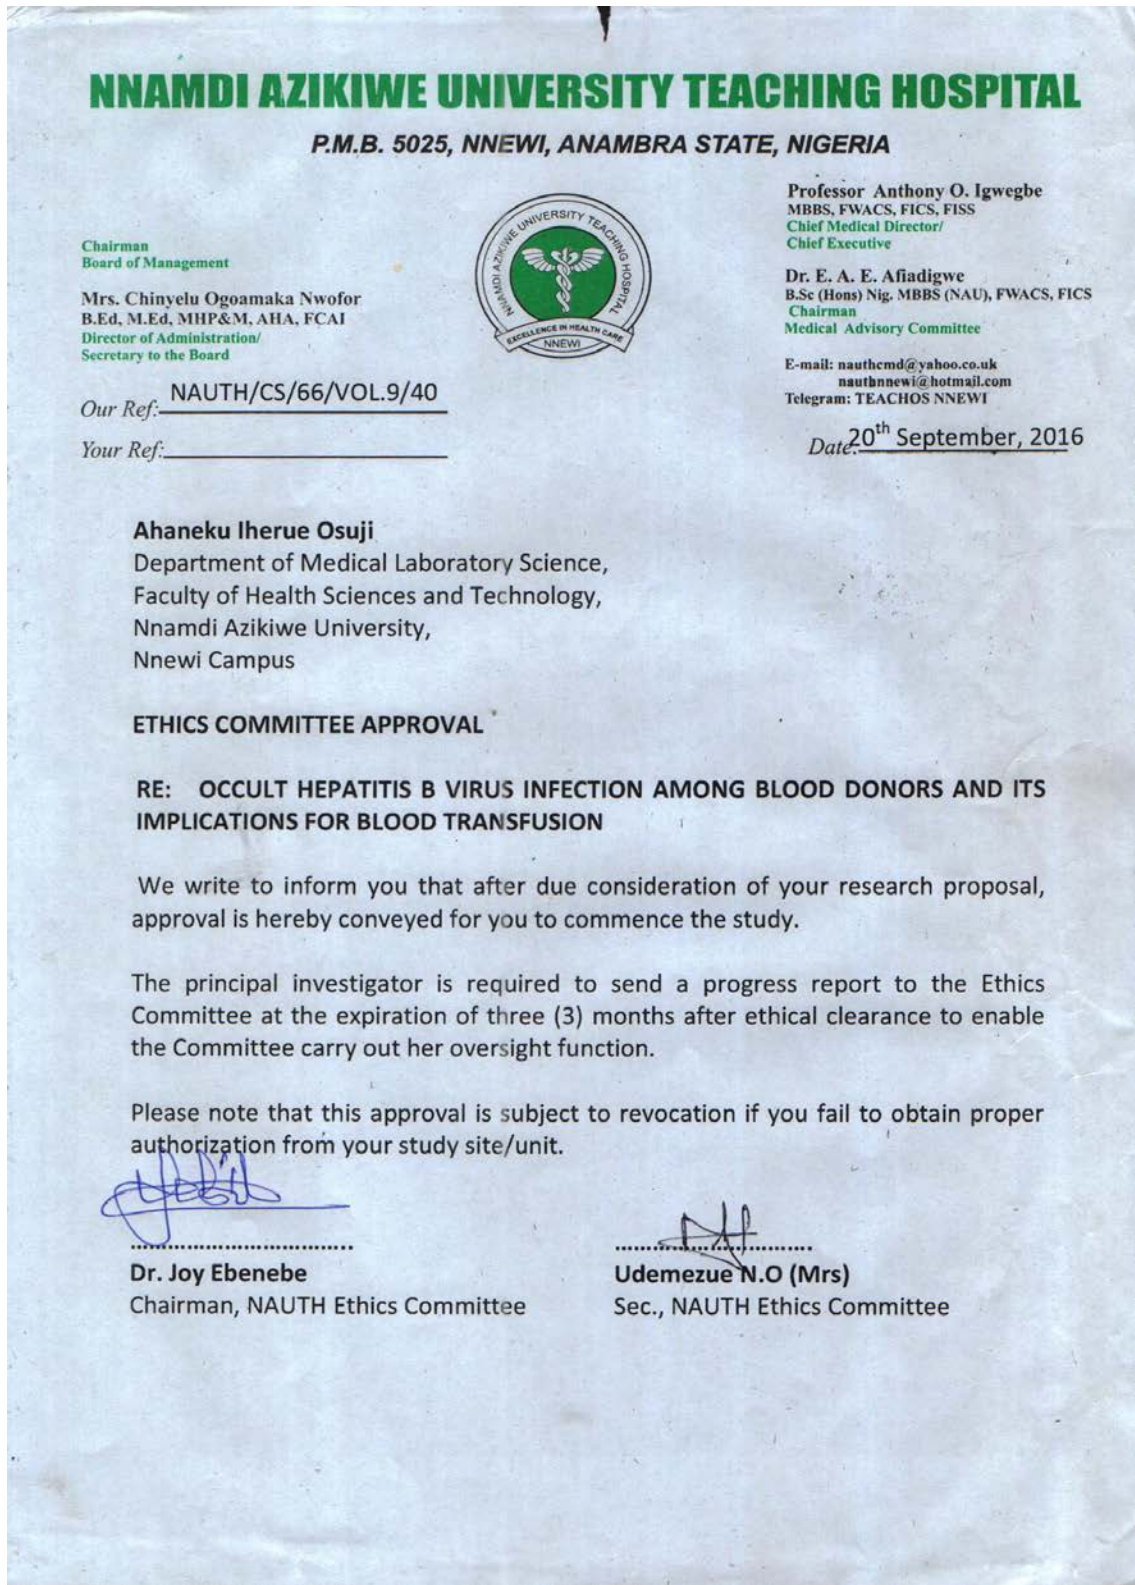 NNAMDI AZIKIWE UNIVERSITY TEACHING HOSPITAL
P.M.B. 5025, NNEWI, ANAMBRA STATE, NIGERIA
Chairman
Board of Management
Mrs. Chinyelu Ogoamaka Nwofor
B.Ed, M.Ed, MHP&M, AHA, FCAI
Director of Administration/
Secretary to the Board
NNAMDI AZIKIWE UNIVERSITY TEACHING HOSPITAL
EXCELLENCE IN HEALTH CARE
NNEWI
Professor Anthony O. Igwegbe
MBBS, FWACS, FICS, FISS
Chief Medical Director/
Chief Executive
Dr. E. A. E. Afiadigwe
B.Sc (Hons) Nig. MBBS (NAU), FWACS, FICS
Chairman
Medical Advisory Committee
E-mail: nauthcmd@yahoo.co.uk
nauthnnewi@hotmail.com
Telegram: TEACHOS NNEWI
Our Ref: NAUTH/CS/66/VOL.9/40
Your Ref:
Date: 20th September, 2016
Ahaneku Iherue Osuji
Department of Medical Laboratory Science,
Faculty of Health Sciences and Technology,
Nnamdi Azikiwe University,
Nnewi Campus
ETHICS COMMITTEE APPROVAL
RE: OCCULT HEPATITIS B VIRUS INFECTION AMONG BLOOD DONORS AND ITS
IMPLICATIONS FOR BLOOD TRANSFUSION
We write to inform you that after due consideration of your research proposal,
approval is hereby conveyed for you to commence the study.
The principal investigator is required to send a progress report to the Ethics
Committee at the expiration of three (3) months after ethical clearance to enable
the Committee carry out her oversight function.
Please note that this approval is subject to revocation if you fail to obtain proper
authorization from your study site/unit.
Dr. Joy Ebenebe
Chairman, NAUTH Ethics Committee
Udemezue N.O (Mrs)
Sec., NAUTH Ethics Committee